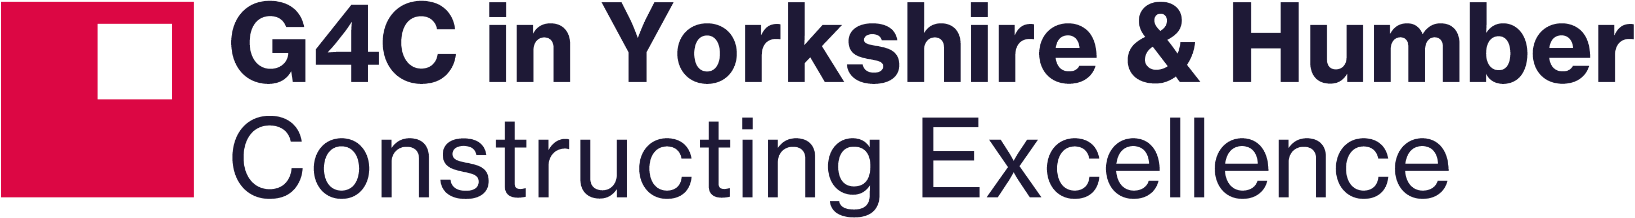 G4C in Yorkshire & Humber
Constructing Excellence